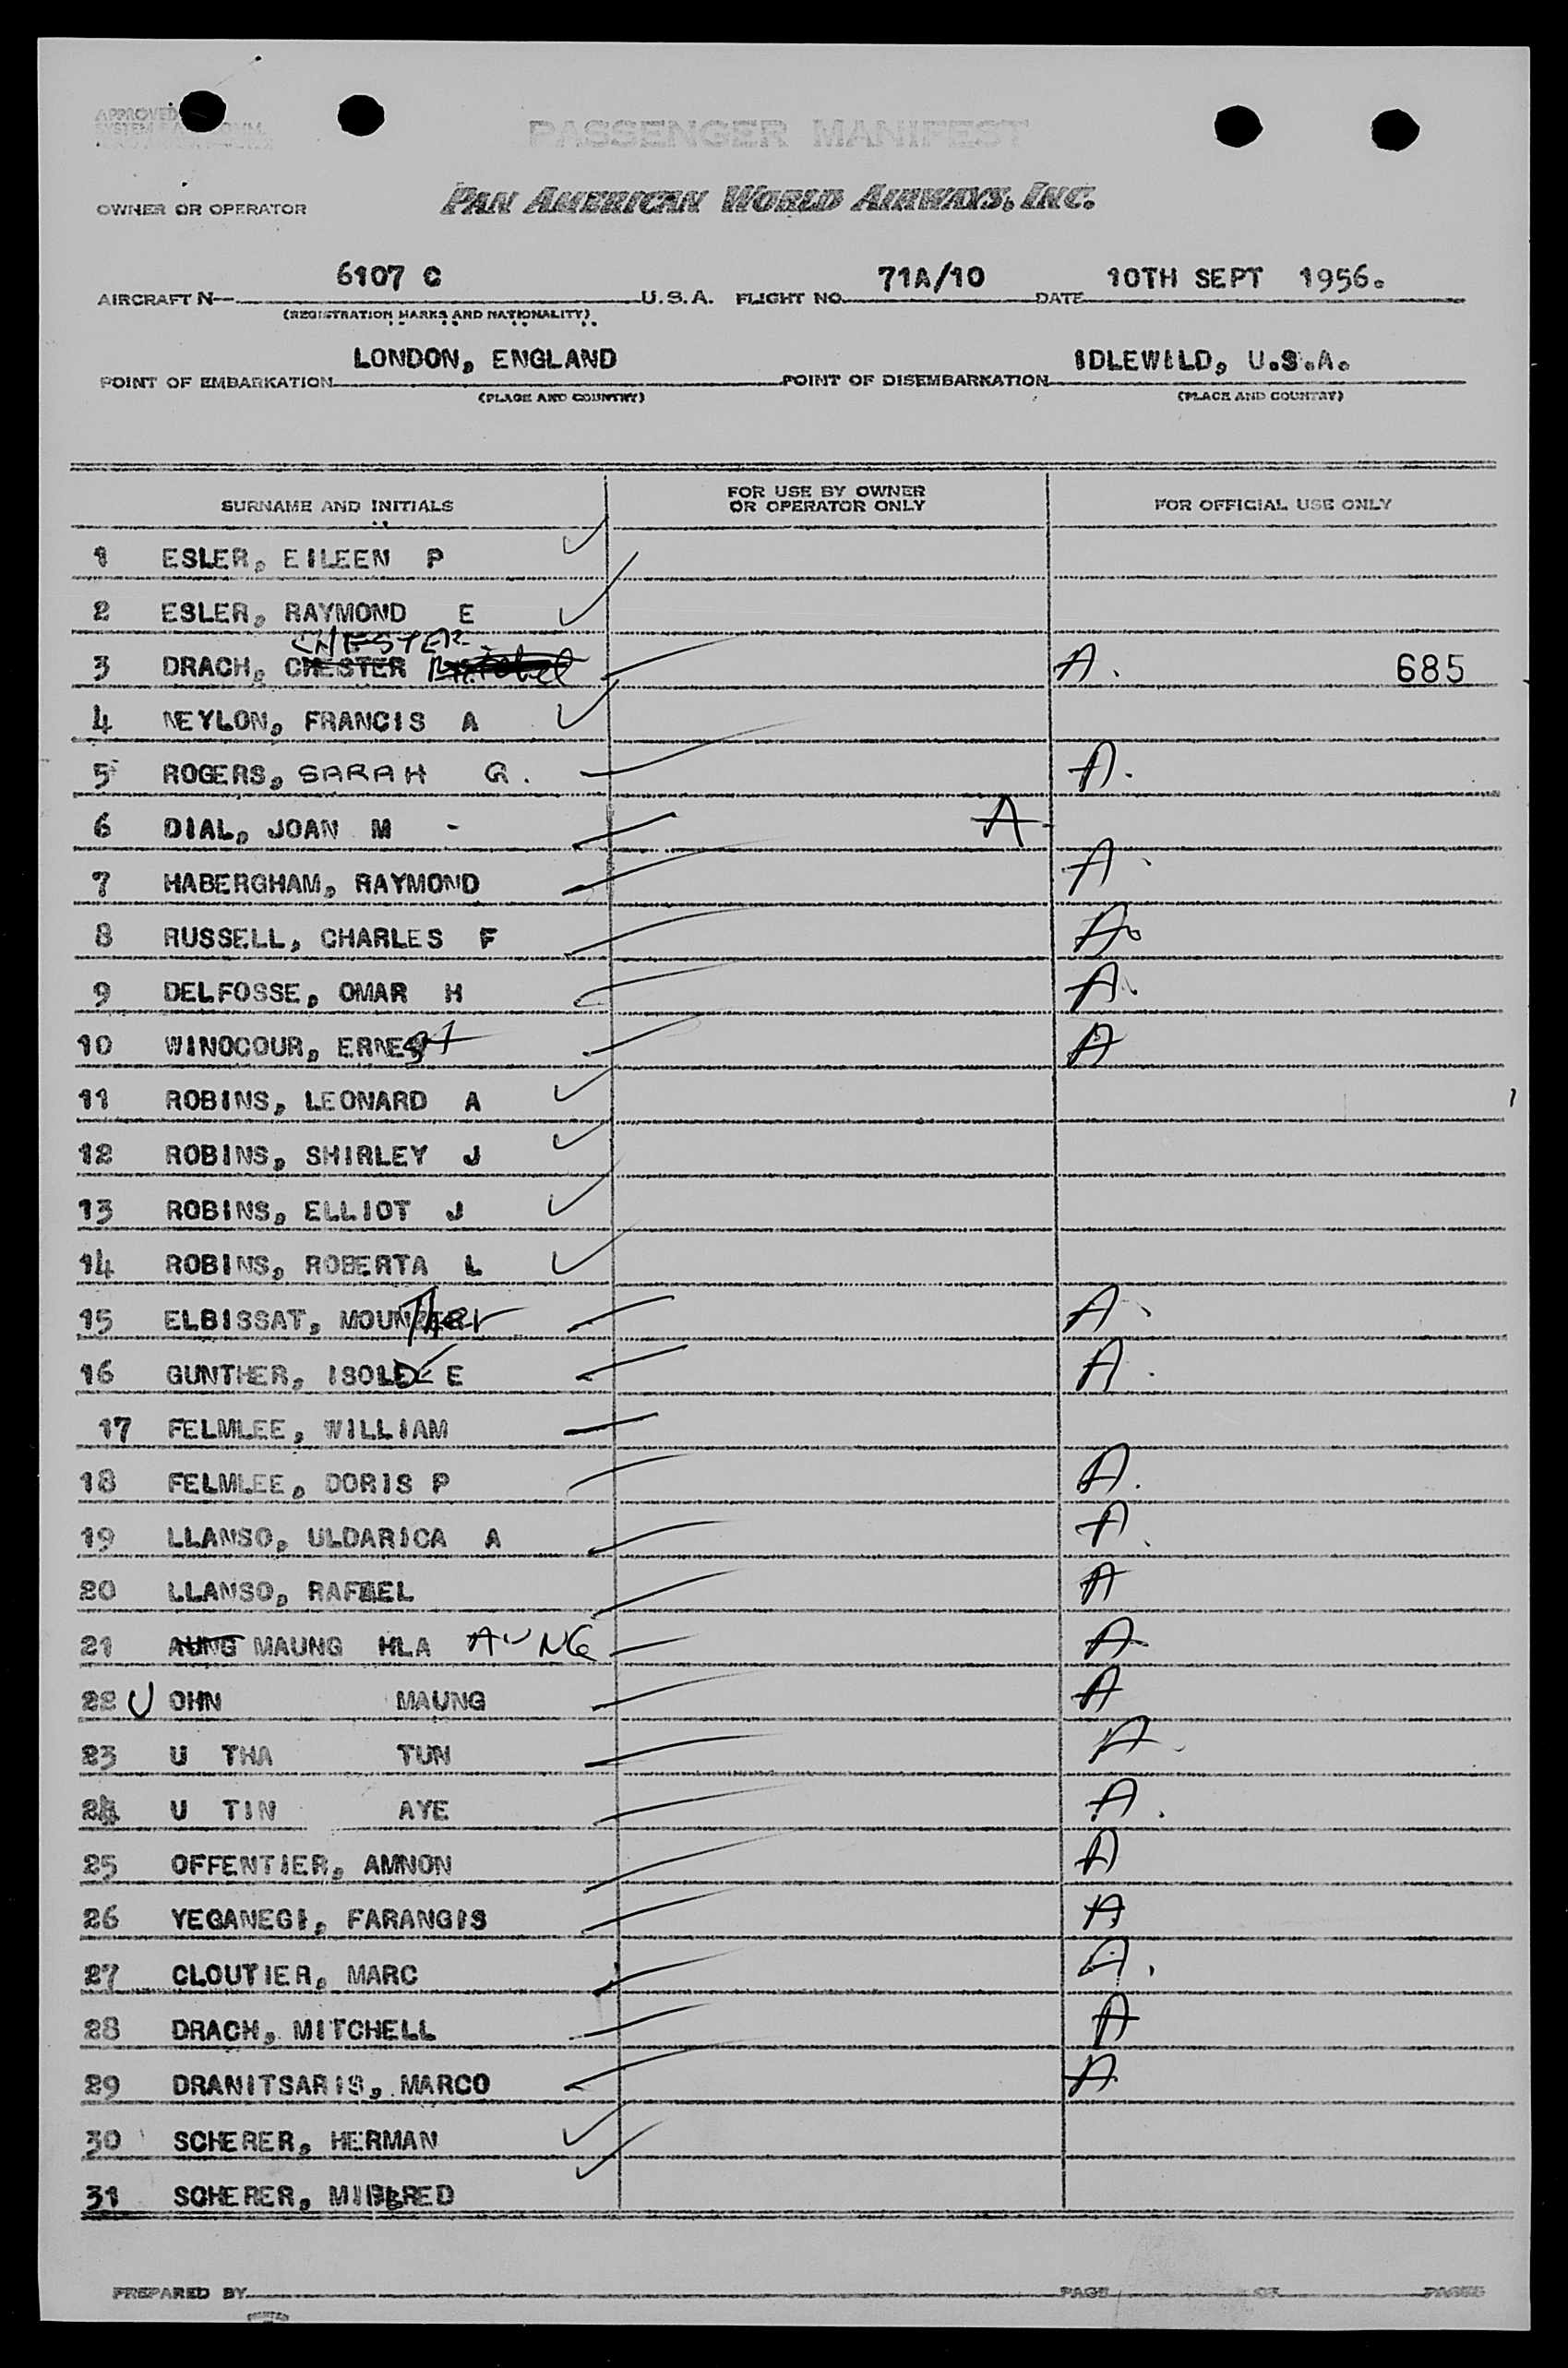 APPROVED
PASSENGER MANIFEST
OWNER OR OPERATOR PAN AMERICAN WORLD AIRWAYS, INC.
AIRCRAFT N— 6107 C U.S.A. FLIGHT NO. 71A/10 DATE 10TH SEPT 1956.
(REGISTRATION MARKS AND NATIONALITY)
POINT OF EMBARKATION LONDON, ENGLAND POINT OF DISEMBARKATION IDLEWILD, U.S.A.
(PLACE AND COUNTRY) (PLACE AND COUNTRY)
SURNAME AND INITIALS FOR USE BY OWNER OR OPERATOR ONLY FOR OFFICIAL USE ONLY
1 ESLER, EILEEN P
2 ESLER, RAYMOND E
CHESTER
3 DRACH, CHESTER A. 685
4 NEYLON, FRANCIS A
5 ROGERS, SARAH G. A.
6 DIAL, JOAN M - A
7 HABERGHAM, RAYMOND A
8 RUSSELL, CHARLES F A
9 DELFOSSE, OMAR H A.
10 WINOCOUR, ERNEST A
11 ROBINS, LEONARD A
12 ROBINS, SHIRLEY J
13 ROBINS, ELLIOT J
14 ROBINS, ROBERTA L
15 ELBISSAT, A
16 GUNTHER, ISOLDE E A.
17 FELMLEE, WILLIAM
18 FELMLEE, DORIS P A.
19 LLANSO, ULDARICA A A.
20 LLANSO, RAFAEL A
21 AUNG MAUNG HLA AUNG A
22 U OHN MAUNG A
23 U THA TUN A
24 U TIN AYE A.
25 OFFENTIER, AMNON A
26 YEGANEGI, FARANGIS A
27 CLOUTIER, MARC A.
28 DRACH, MITCHELL A
29 DRANITSARIS, MARCO A
30 SCHERER, HERMAN
31 SCHERER, MILDRED
PREPARED BY PAGE OF PAGES